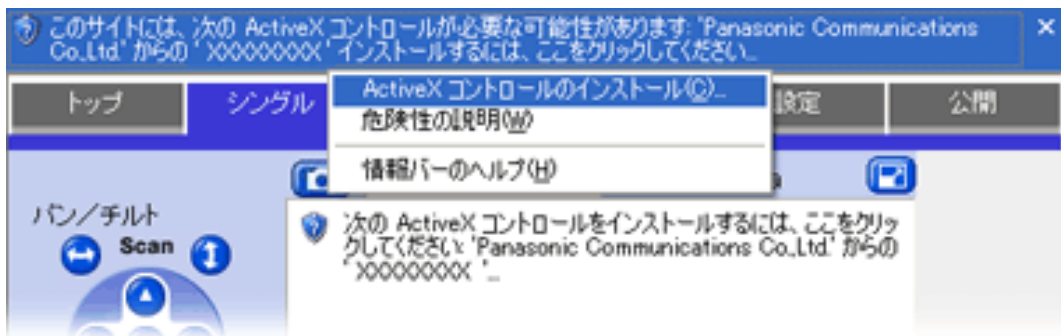 このサイトには、次の ActiveX コントロールが必要な可能性があります: 'Panasonic Communications
Co.,Ltd.' からの ' XXXXXXXX ' インストールするには、ここをクリックしてください...
ActiveX コントロールのインストール(C)...
トップ シングル 設定 公開
危険性の説明(W)
情報バーのヘルプ(H)
パン／チルト
Scan
次の ActiveX コントロールをインストールするには、ここをクリッ
クしてください: 'Panasonic Communications Co.,Ltd.' からの
' XXXXXXXX '...